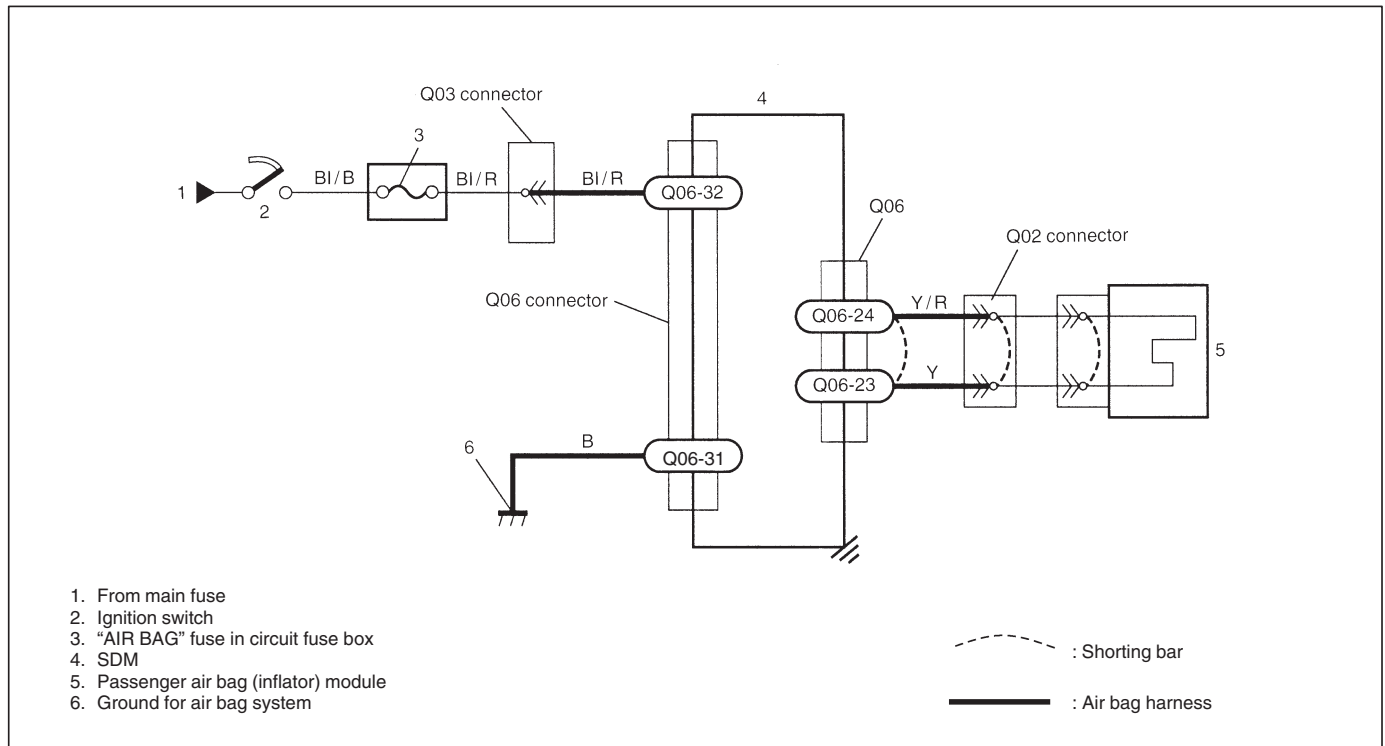 4
Q03 connector
3
1
BI/B
BI/R
BI/R
Q06-32
2
Q06
Q02 connector
Q06 connector
Q06-24
Y/R
5
Q06-23
Y
6
B
Q06-31
1. From main fuse
2. Ignition switch
3. “AIR BAG” fuse in circuit fuse box
4. SDM
5. Passenger air bag (inflator) module
6. Ground for air bag system
: Shorting bar
: Air bag harness